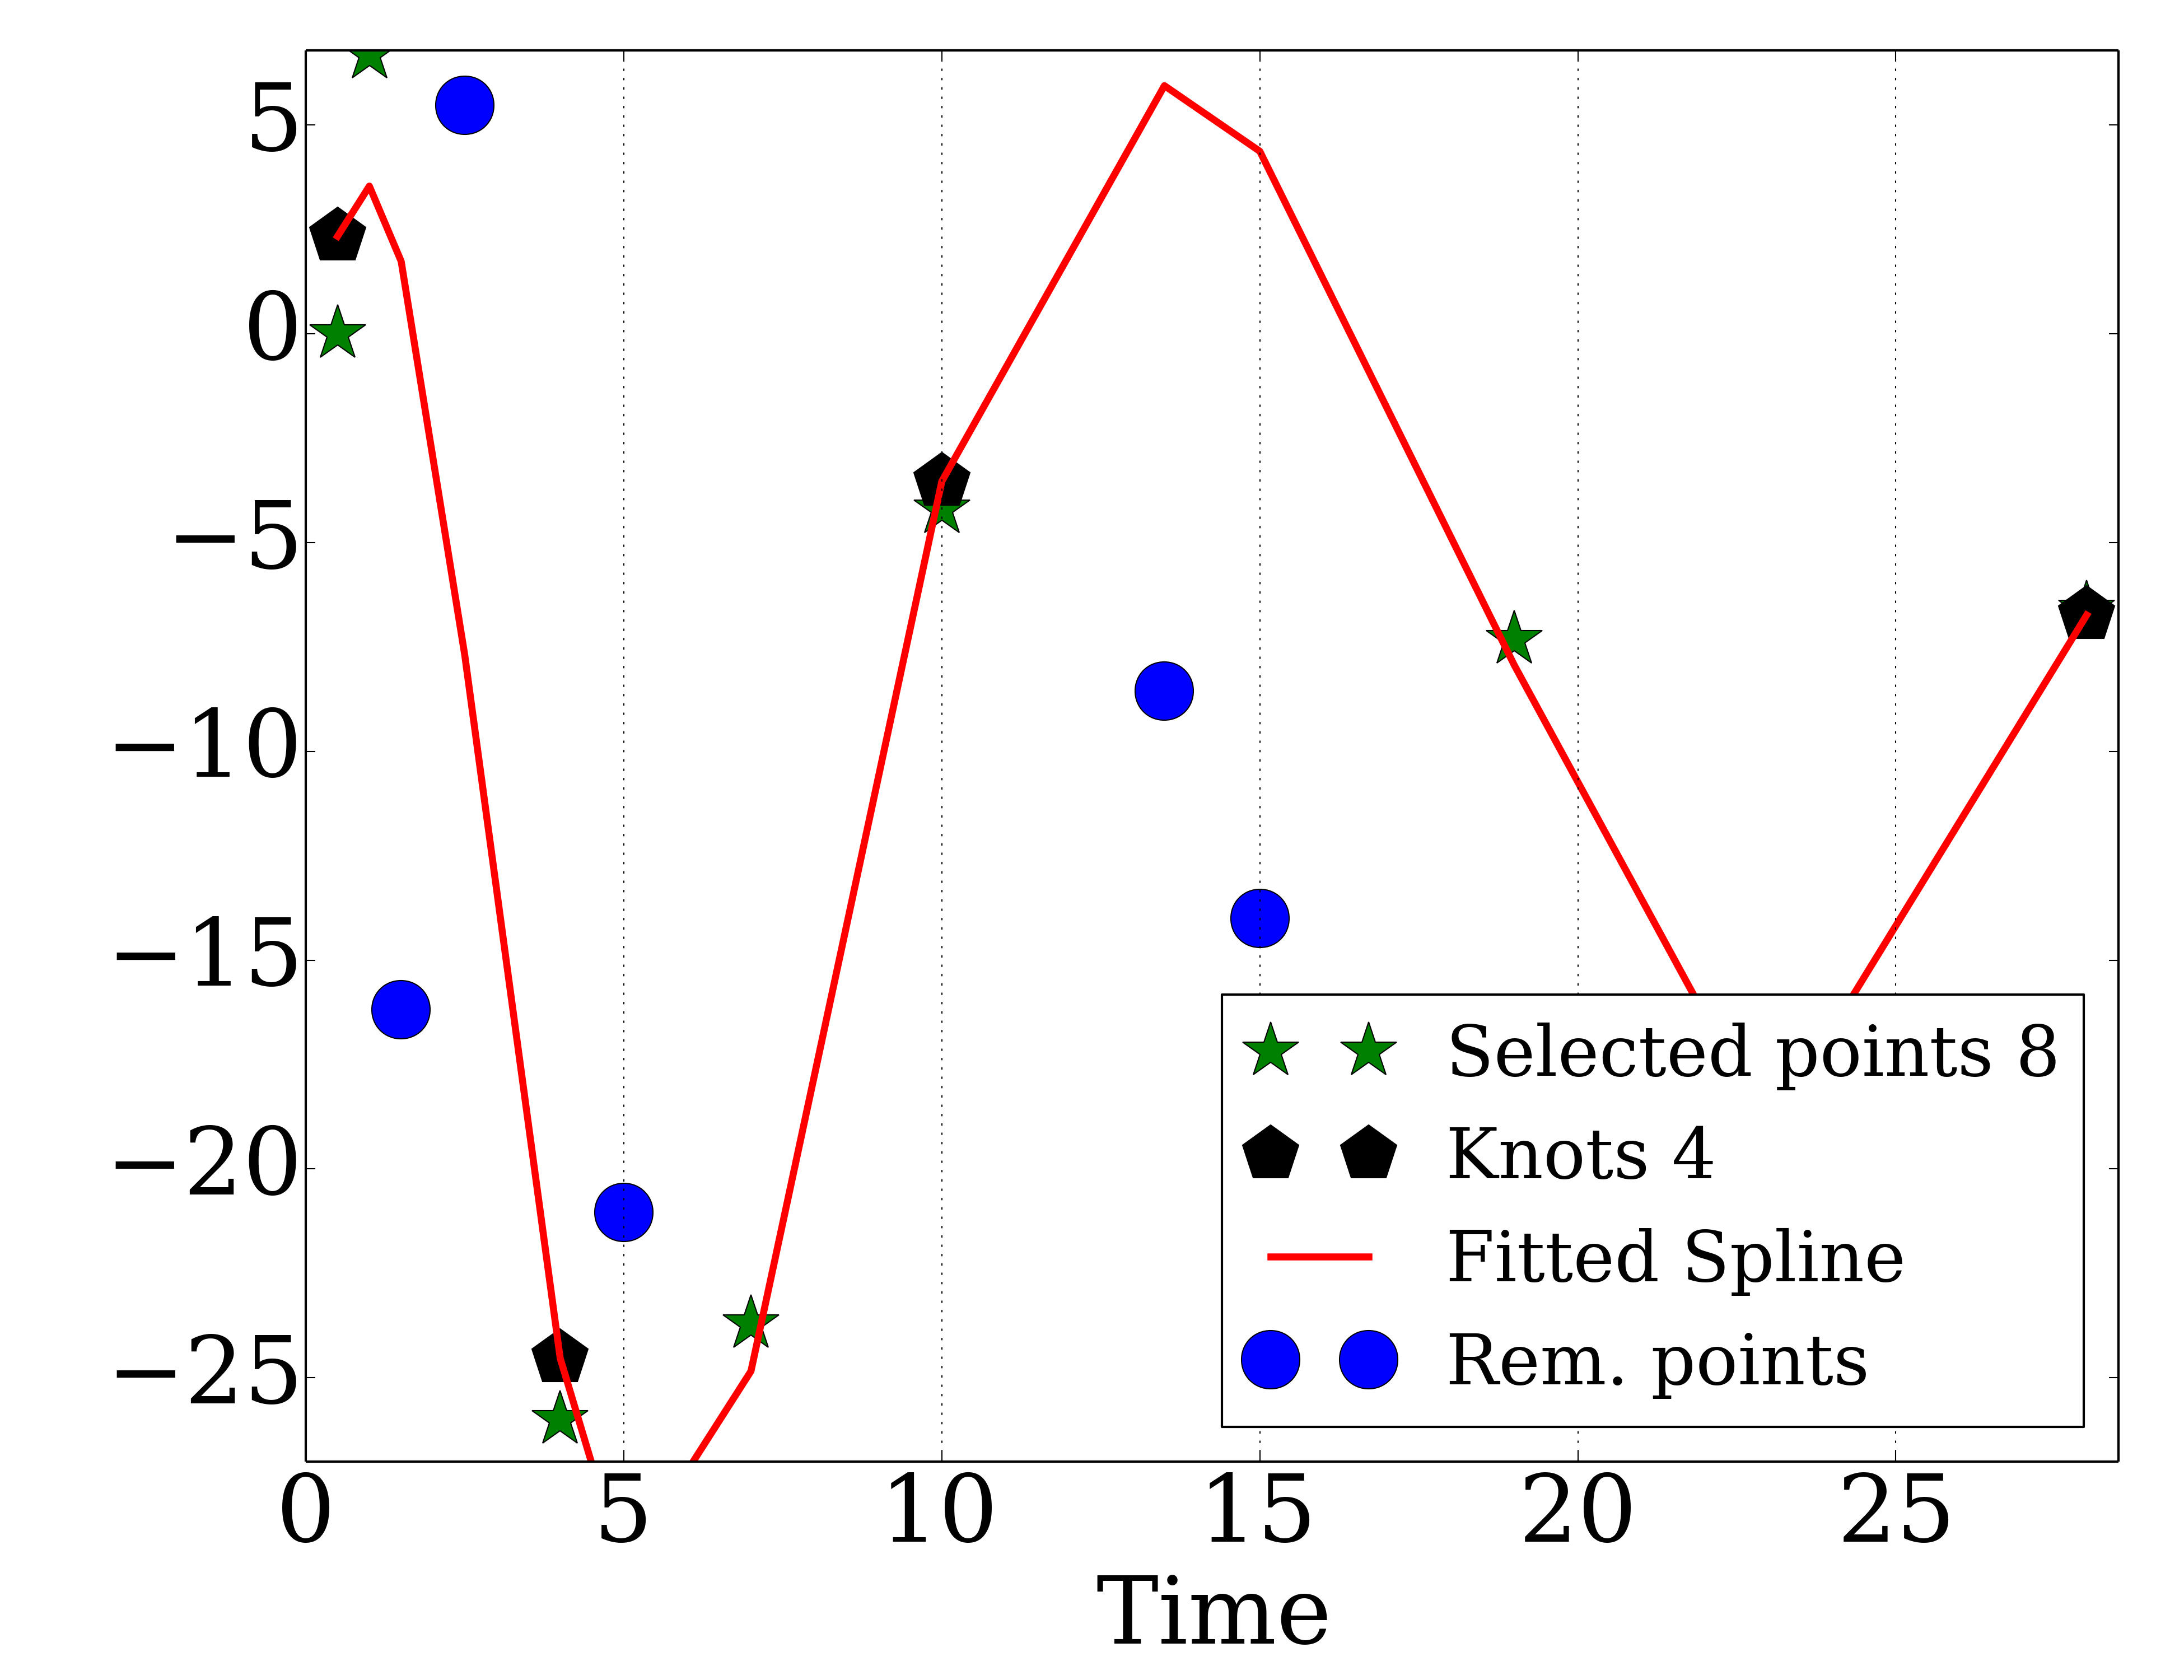 5
0
−5
−10
−15
−20
−25
0 5 10 15 20 25
Time
Selected points 8
Knots 4
Fitted Spline
Rem. points